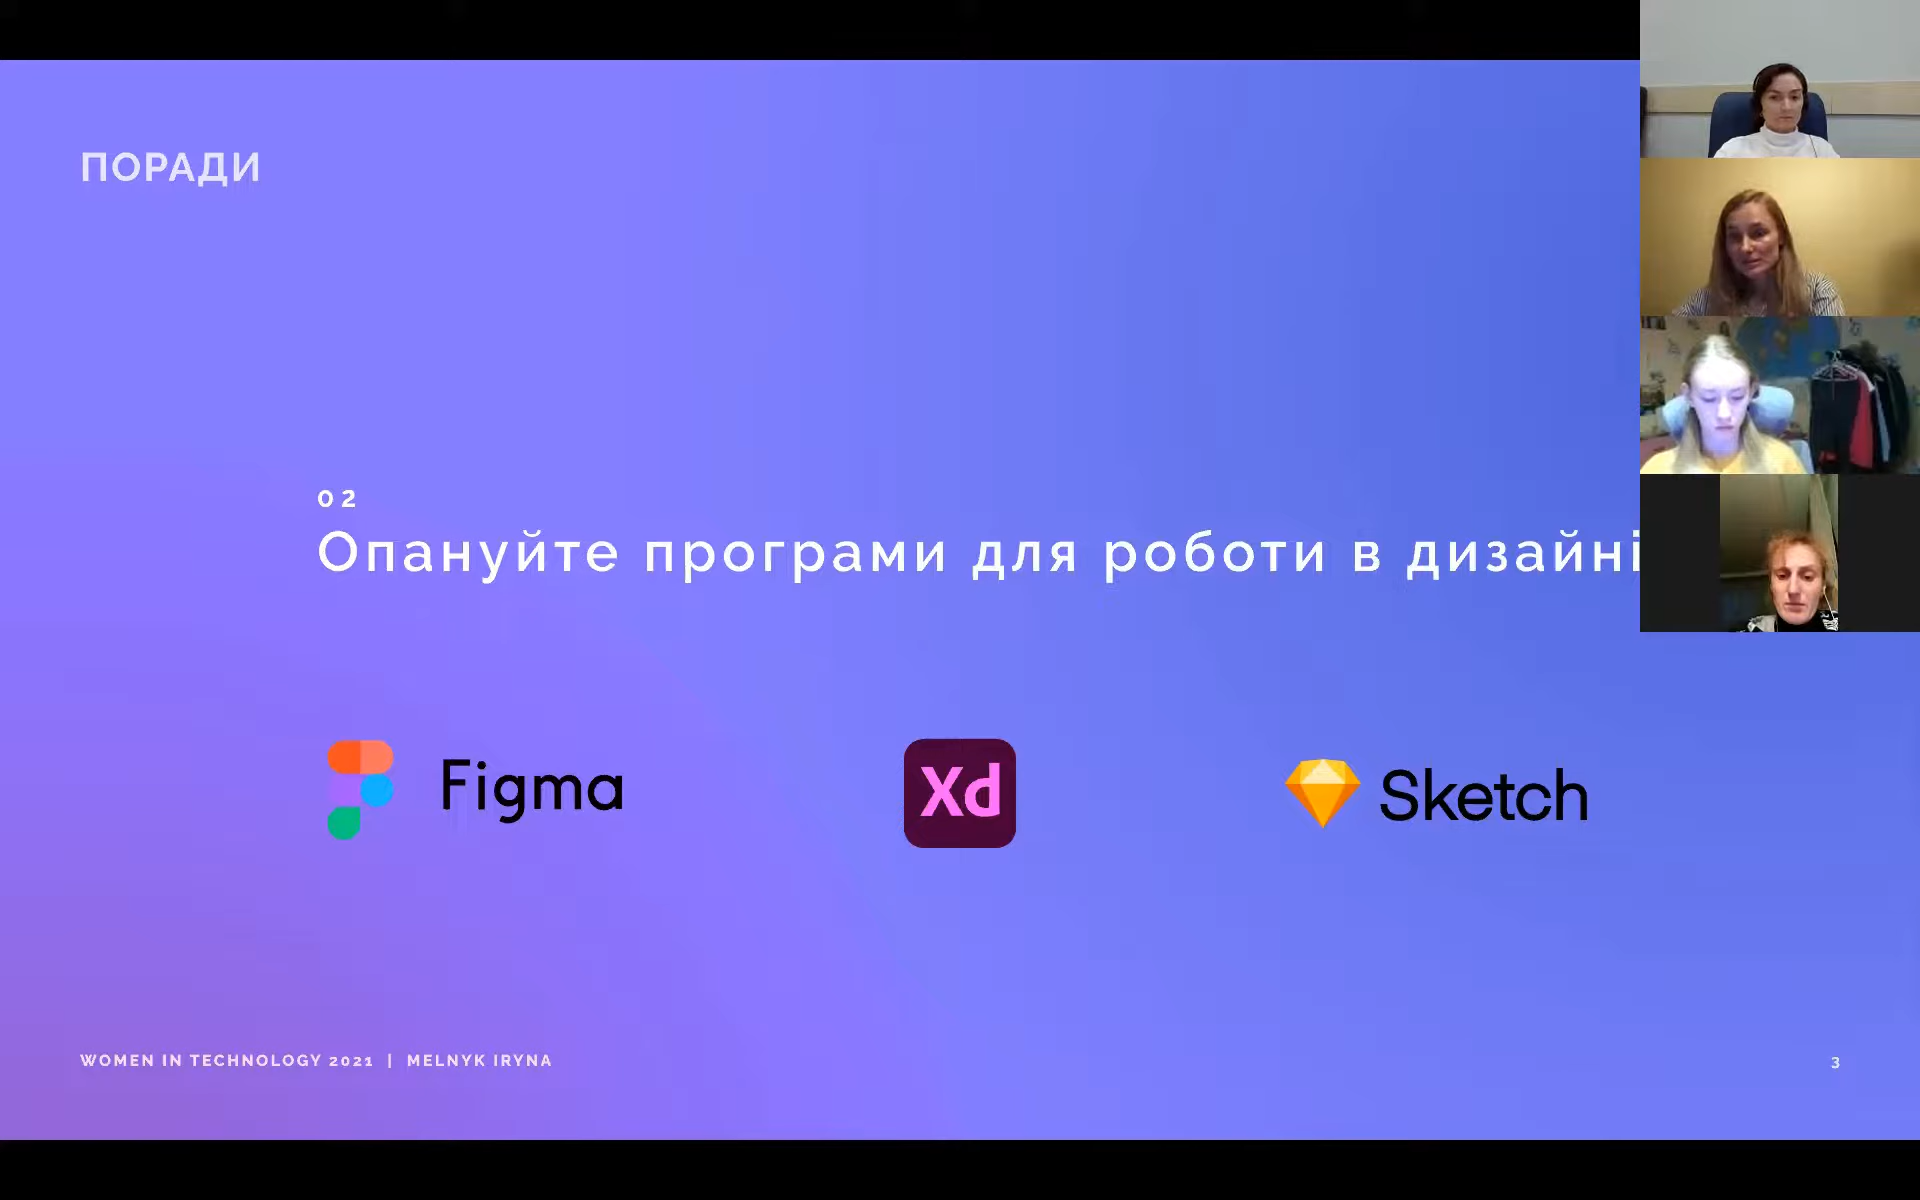 ПОРАДИ
02
Опануйте програми для роботи в дизайні
Figma
Xd
Sketch
WOMEN IN TECHNOLOGY 2021 | MELNYK IRYNA
3